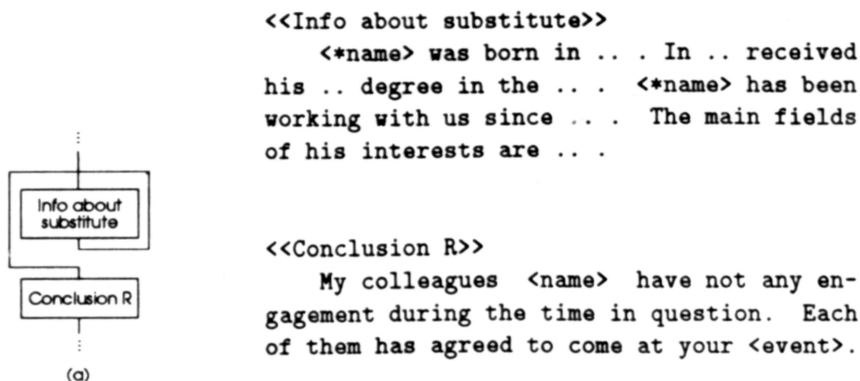 <<Info about substitute>>
<*name> was born in .. . In .. received
his .. degree in the .. . <*name> has been
working with us since .. . The main fields
of his interests are .. .
Info about
substitute
<<Conclusion R>>
My colleagues <name> have not any en-
gagement during the time in question. Each
of them has agreed to come at your <event>.
Conclusion R
(a)